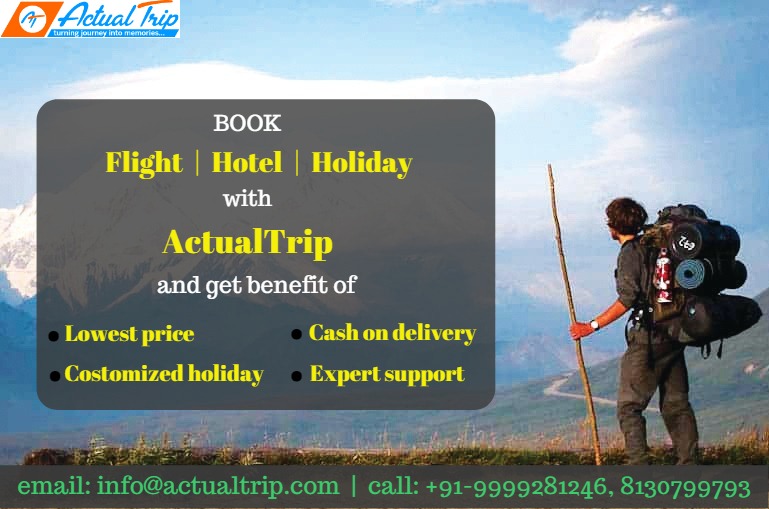 Actual Trip
turning journey into memories...
BOOK
Flight | Hotel | Holiday
with
ActualTrip
and get benefit of
Lowest price
Cash on delivery
Costomized holiday
Expert support
email: info@actualtrip.com | call: +91-9999281246, 8130799793